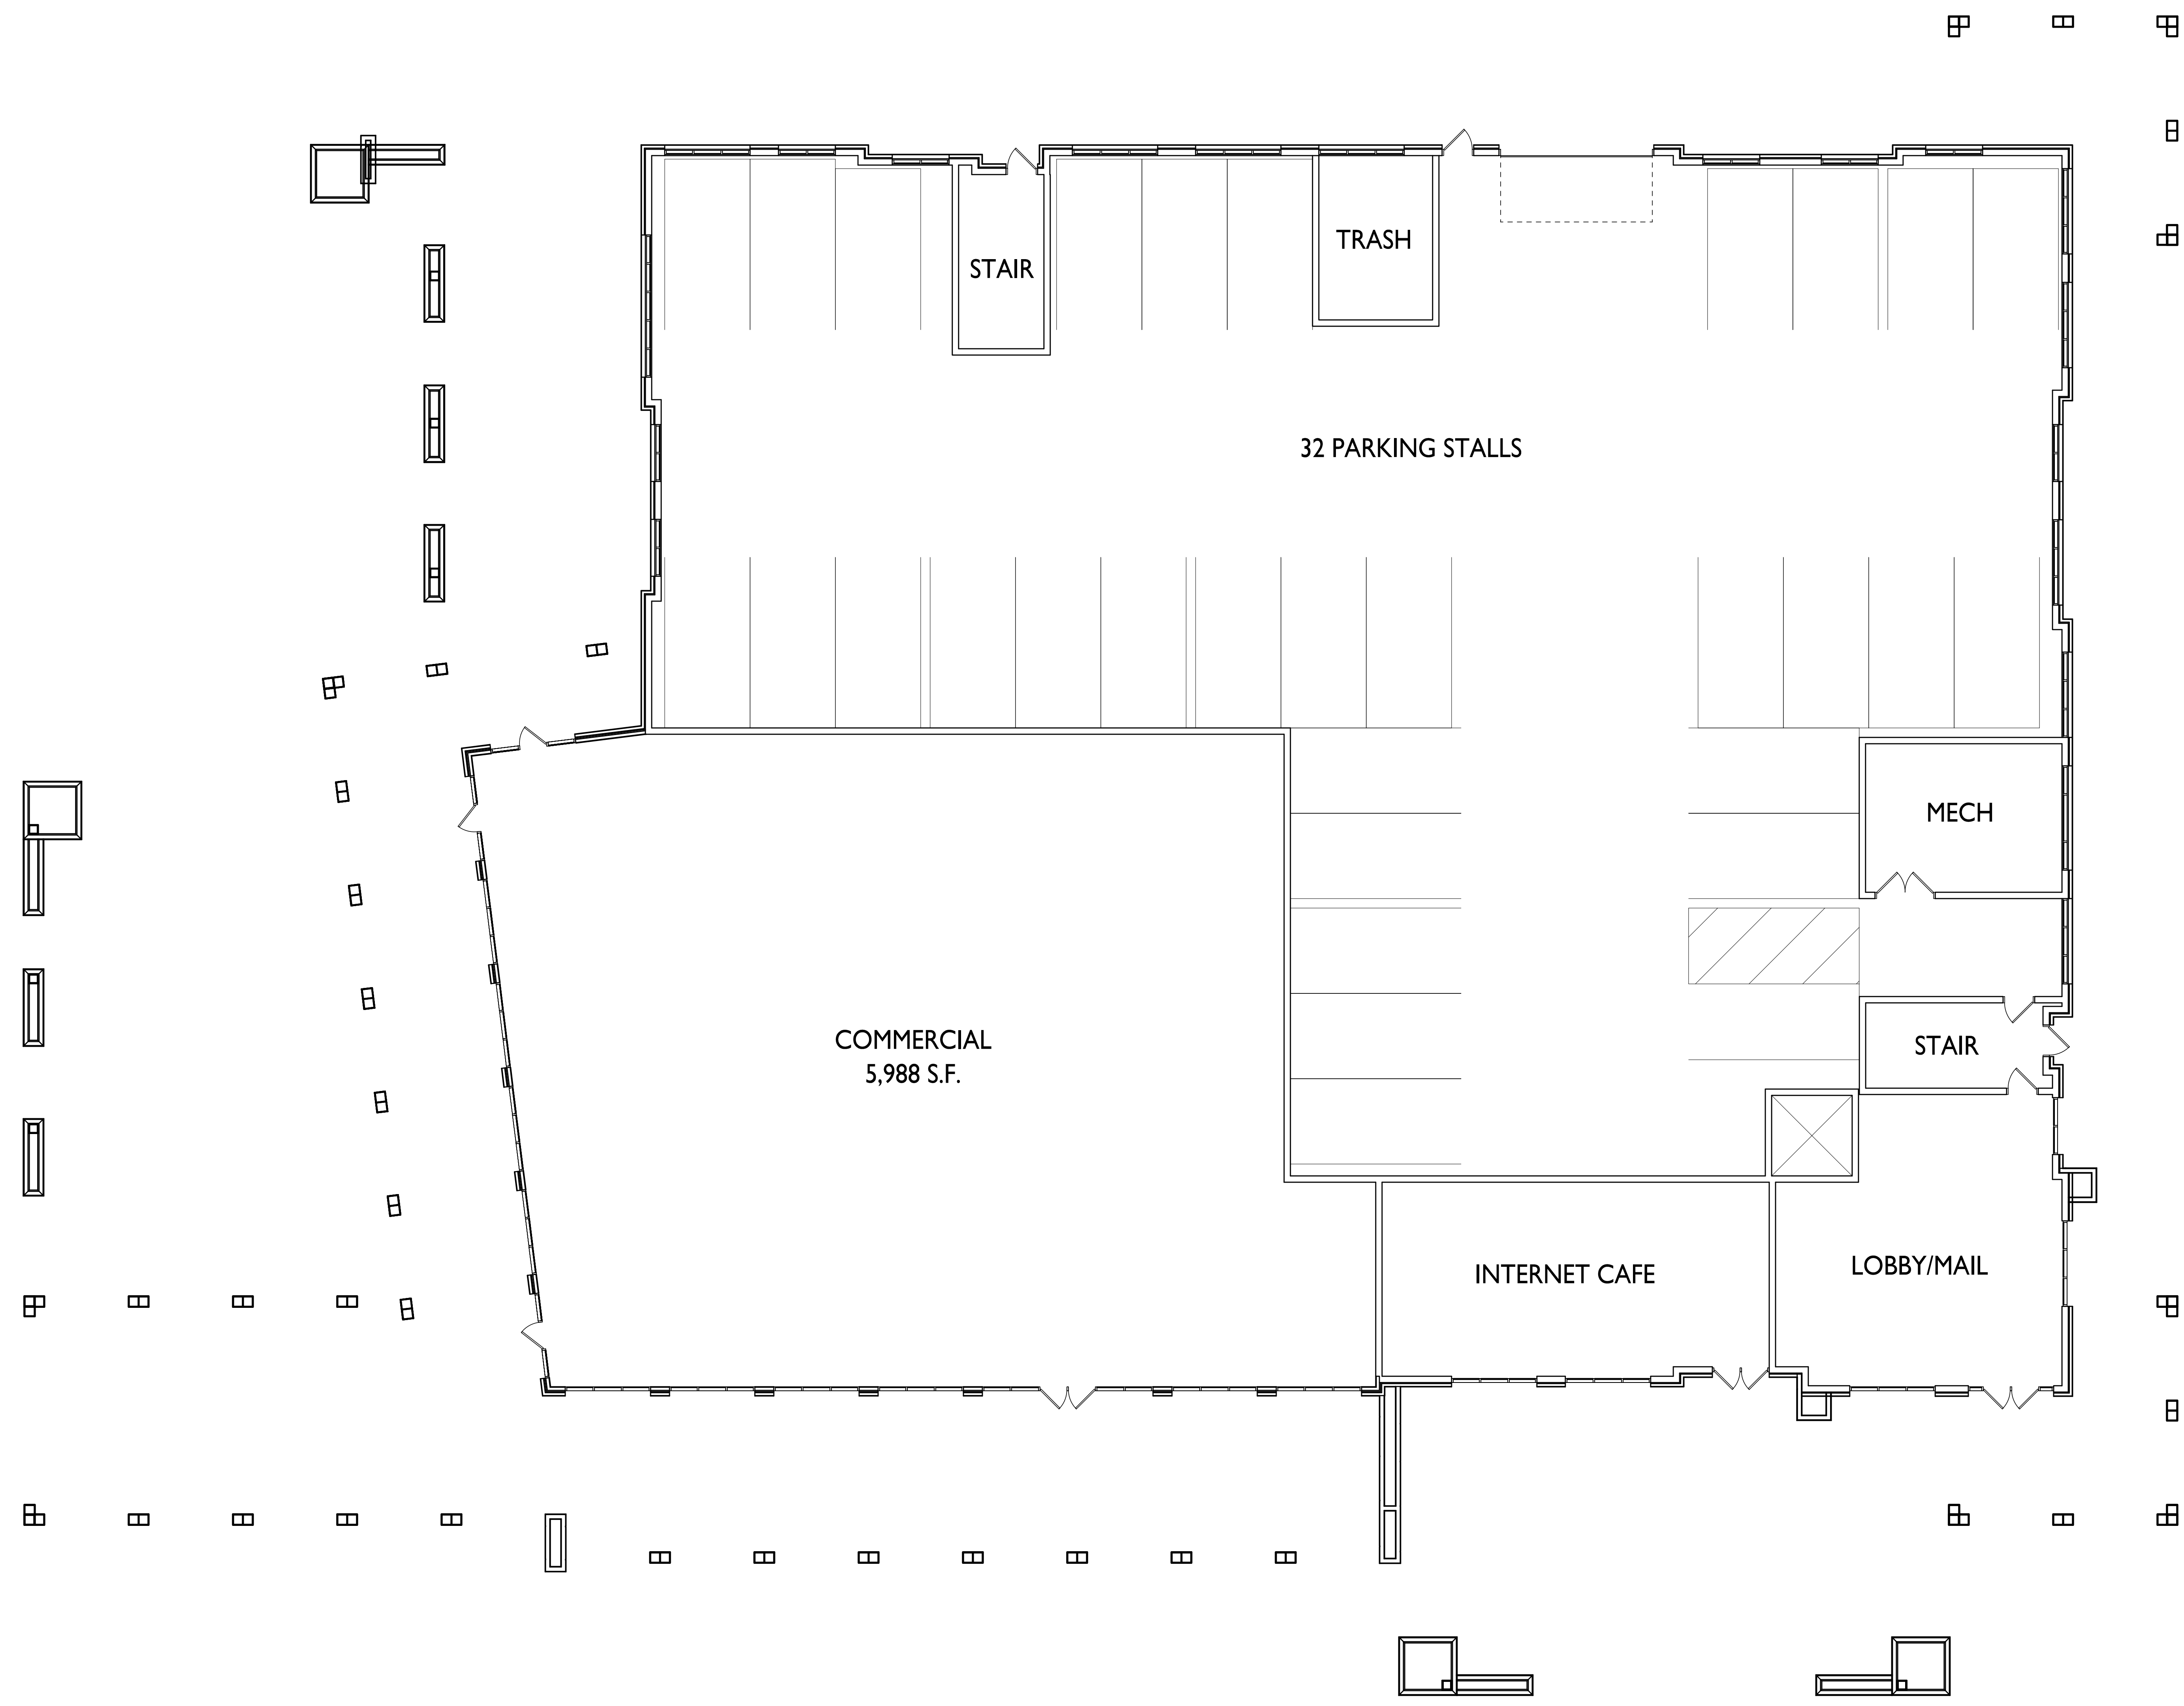 TRASH
STAIR
32 PARKING STALLS
MECH
COMMERCIAL
5,988 S.F.
STAIR
INTERNET CAFE
LOBBY/MAIL